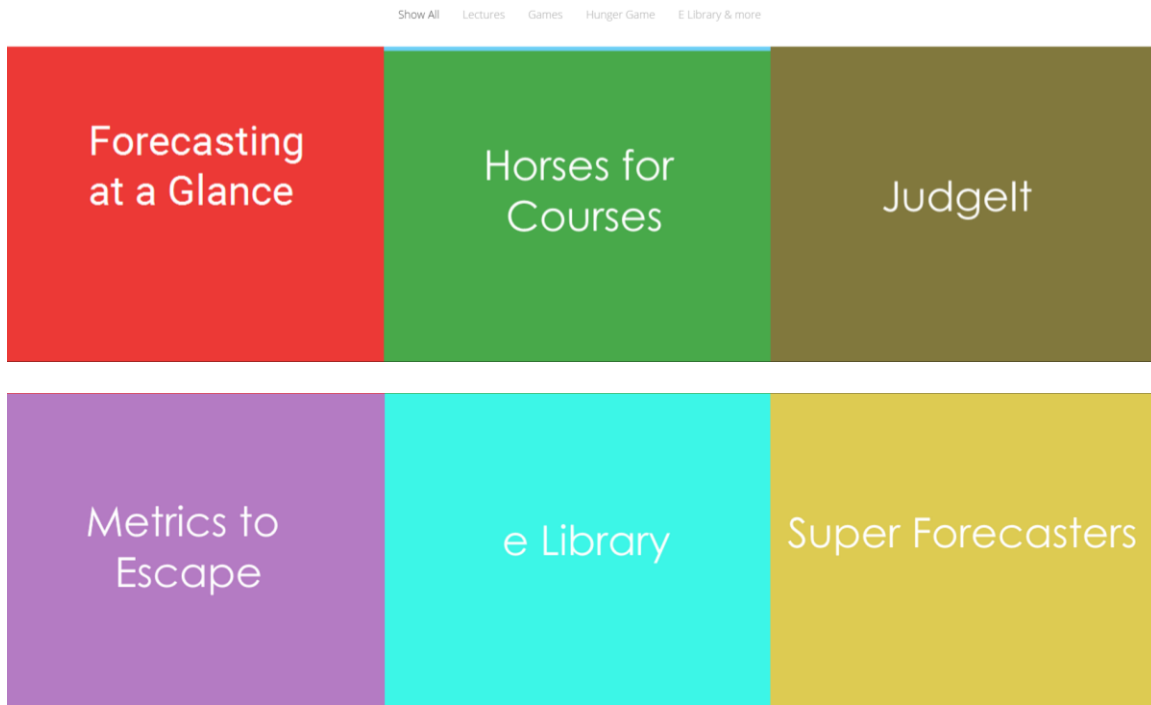 Show All Lectures Games Hunger Game E Library & more
Forecasting
at a Glance
Horses for
Courses
JudgeIt
Metrics to
Escape
e Library
Super Forecasters